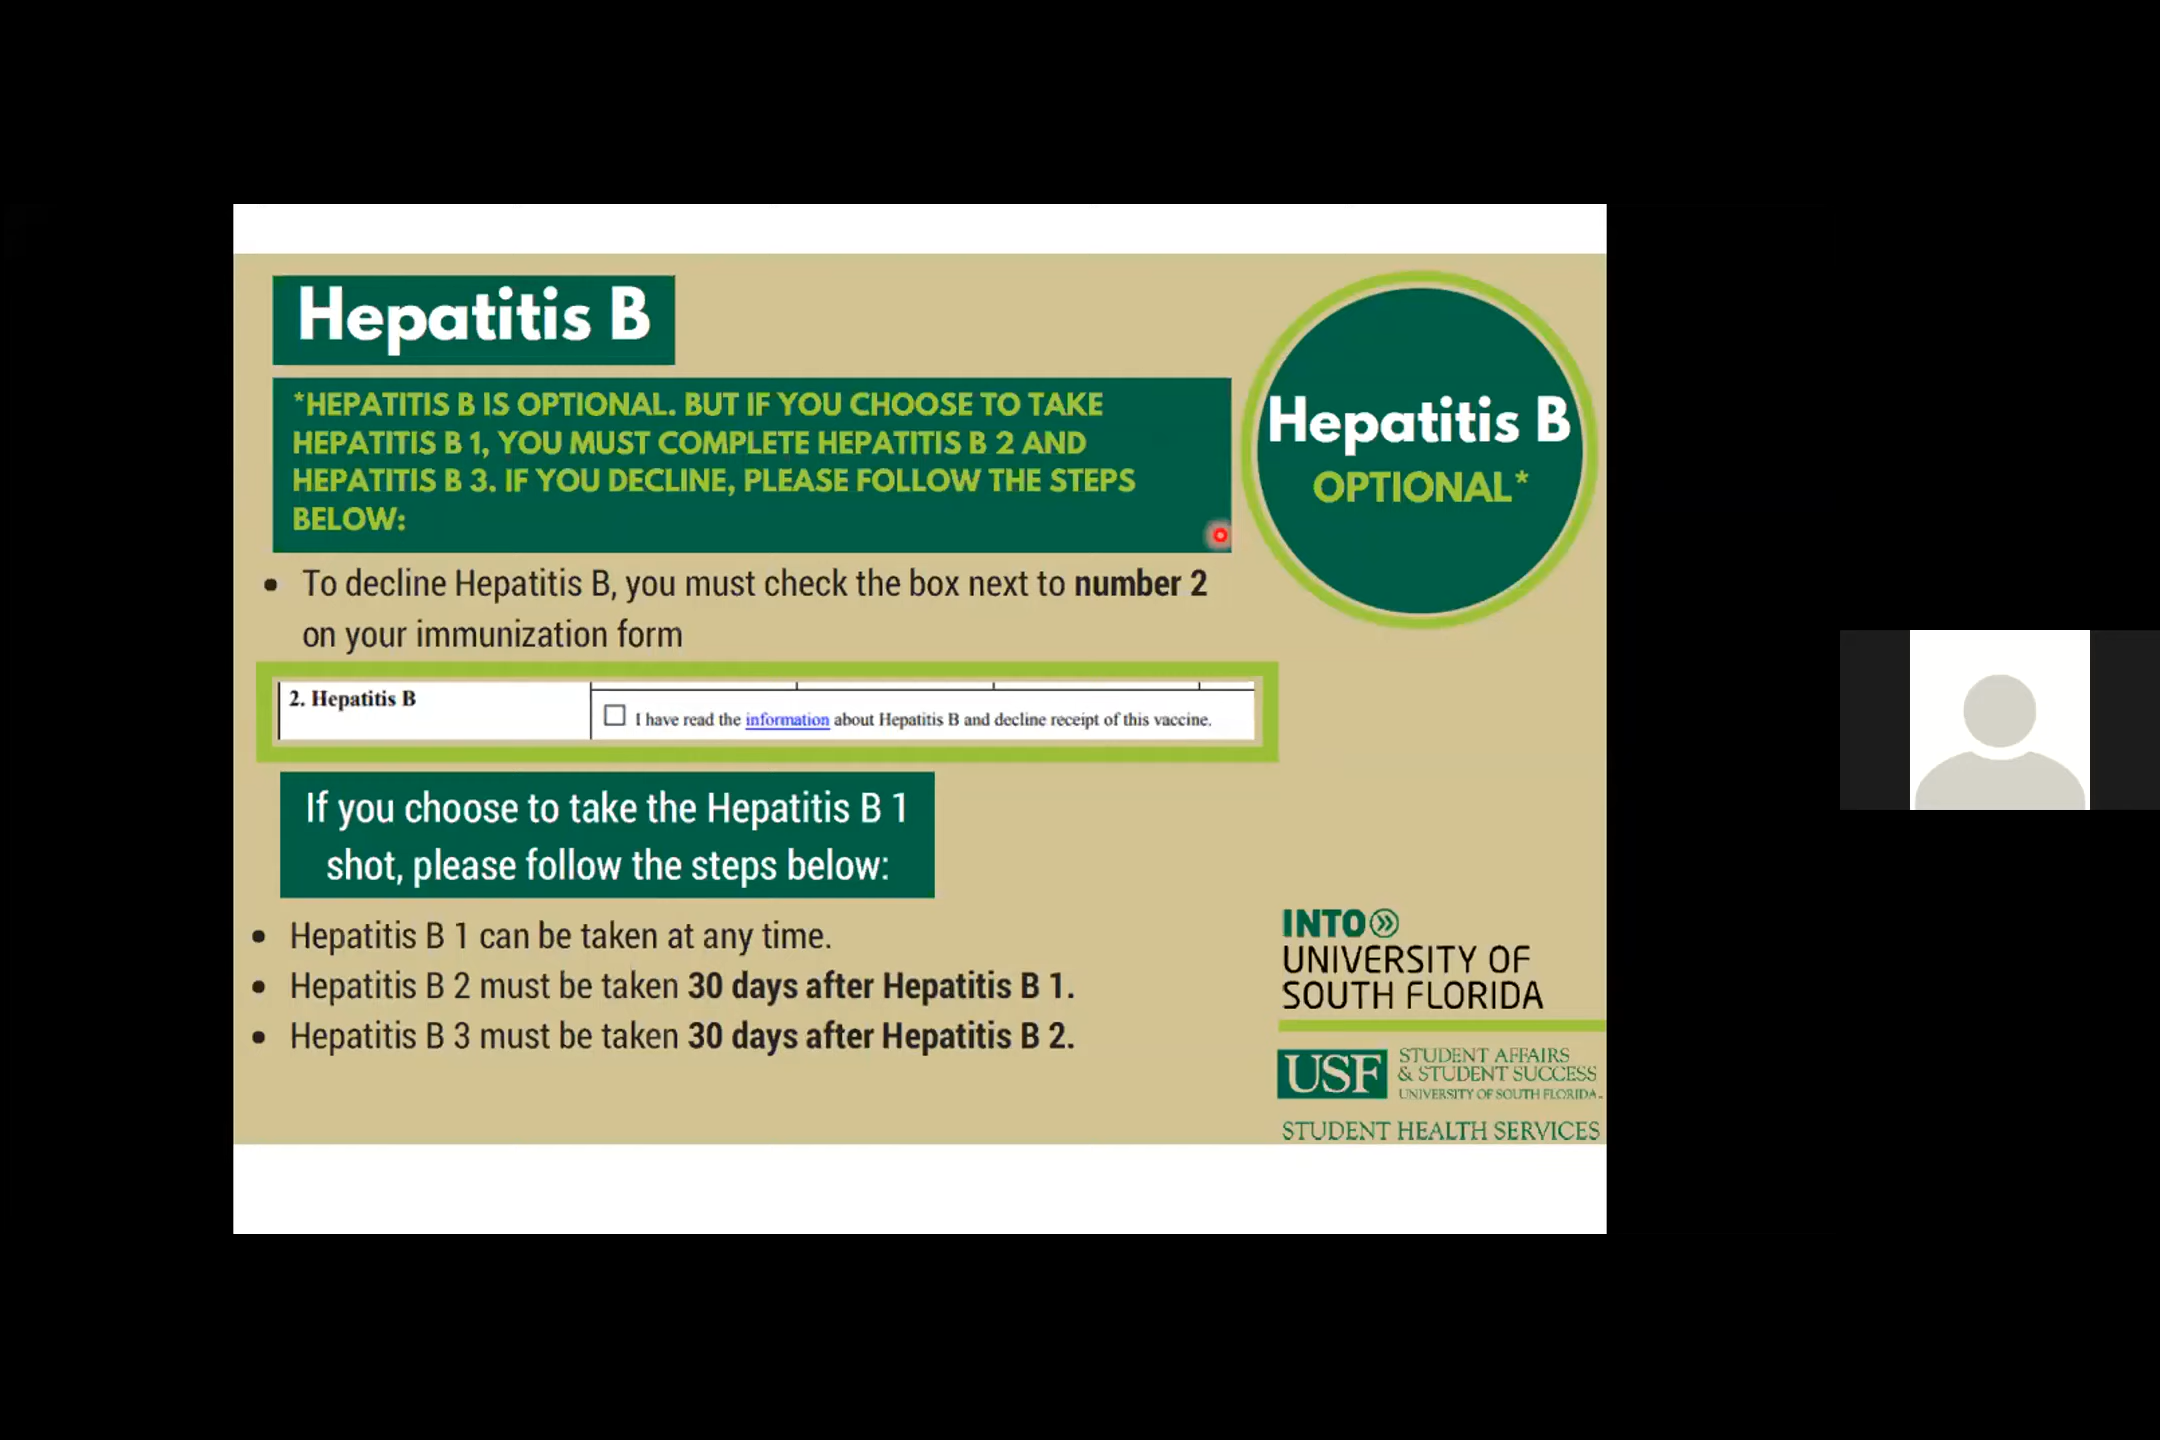 Hepatitis B
*HEPATITIS B IS OPTIONAL. BUT IF YOU CHOOSE TO TAKE
HEPATITIS B 1, YOU MUST COMPLETE HEPATITIS B 2 AND
HEPATITIS B 3. IF YOU DECLINE, PLEASE FOLLOW THE STEPS
BELOW:
Hepatitis B
OPTIONAL*
• To decline Hepatitis B, you must check the box next to number 2
on your immunization form
2. Hepatitis B
I have read the information about Hepatitis B and decline receipt of this vaccine.
If you choose to take the Hepatitis B 1
shot, please follow the steps below:
• Hepatitis B 1 can be taken at any time.
• Hepatitis B 2 must be taken 30 days after Hepatitis B 1.
• Hepatitis B 3 must be taken 30 days after Hepatitis B 2.
INTO
UNIVERSITY OF
SOUTH FLORIDA
USF
STUDENT AFFAIRS
& STUDENT SUCCESS
UNIVERSITY OF SOUTH FLORIDA
STUDENT HEALTH SERVICES